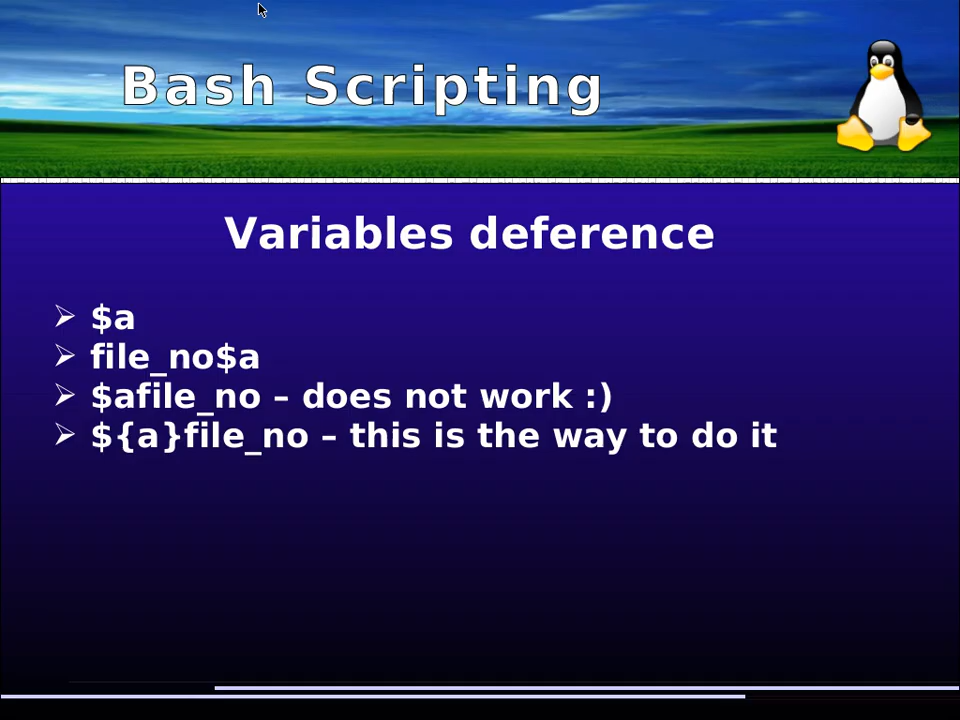 Bash Scripting
Variables deference
$a
file_no$a
$afile_no – does not work :)
${a}file_no – this is the way to do it